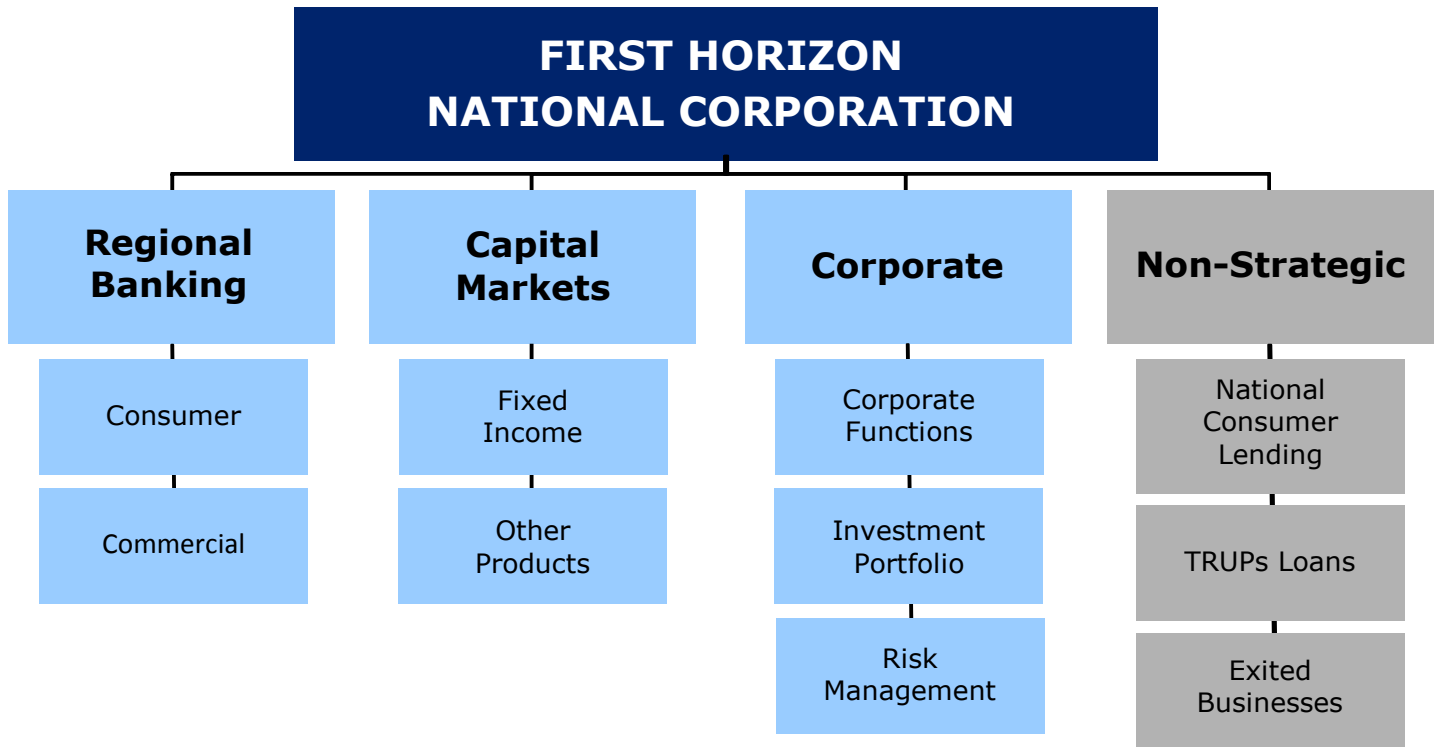 FIRST HORIZON
NATIONAL CORPORATION
Regional
Banking
Capital
Markets
Corporate
Non-Strategic
Consumer
Fixed
Income
Corporate
Functions
National
Consumer
Lending
Commercial
Other
Products
Investment
Portfolio
TRUPs Loans
Risk
Management
Exited
Businesses